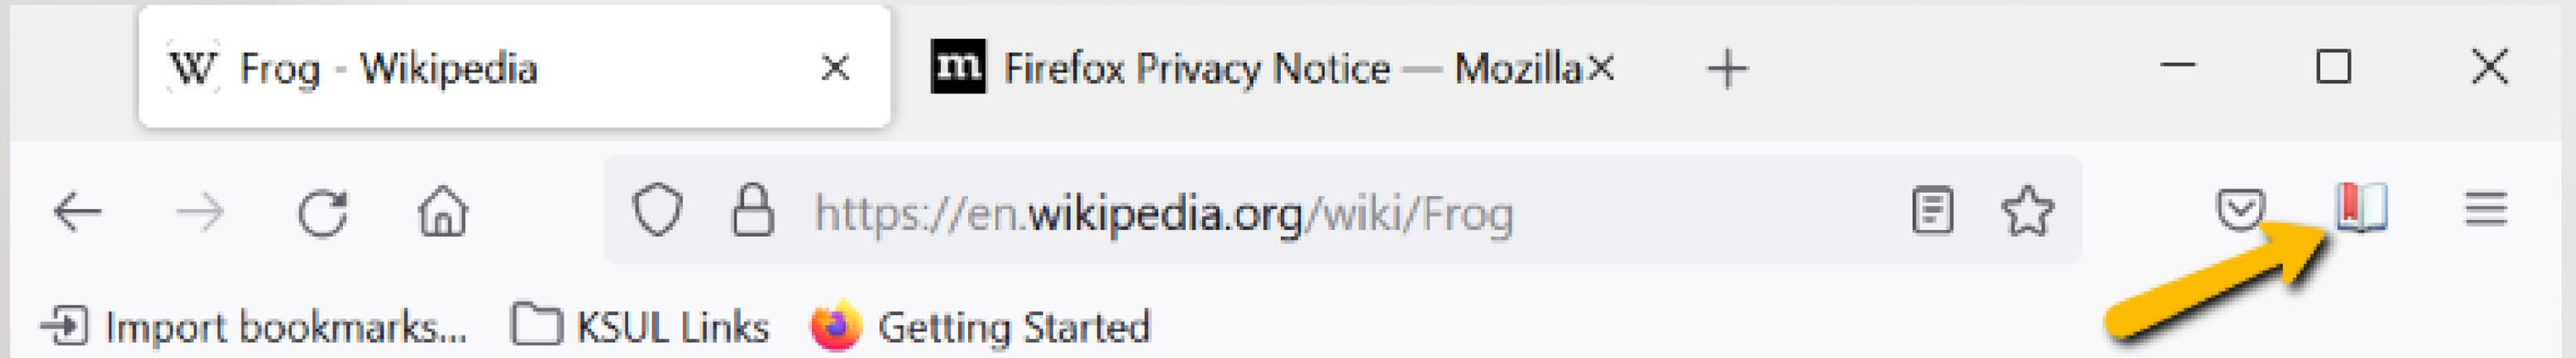 W Frog - Wikipedia
m Firefox Privacy Notice — Mozilla
https://en.wikipedia.org/wiki/Frog
Import bookmarks... KSUL Links Getting Started